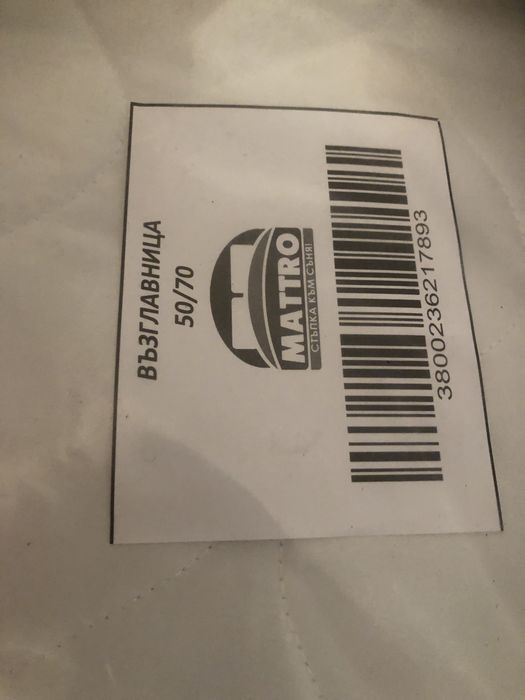 ВЪЗГЛАВНИЦА
50/70
MATTRO
СТЪПКА КЪМ СЪНЯ!
3800236217893